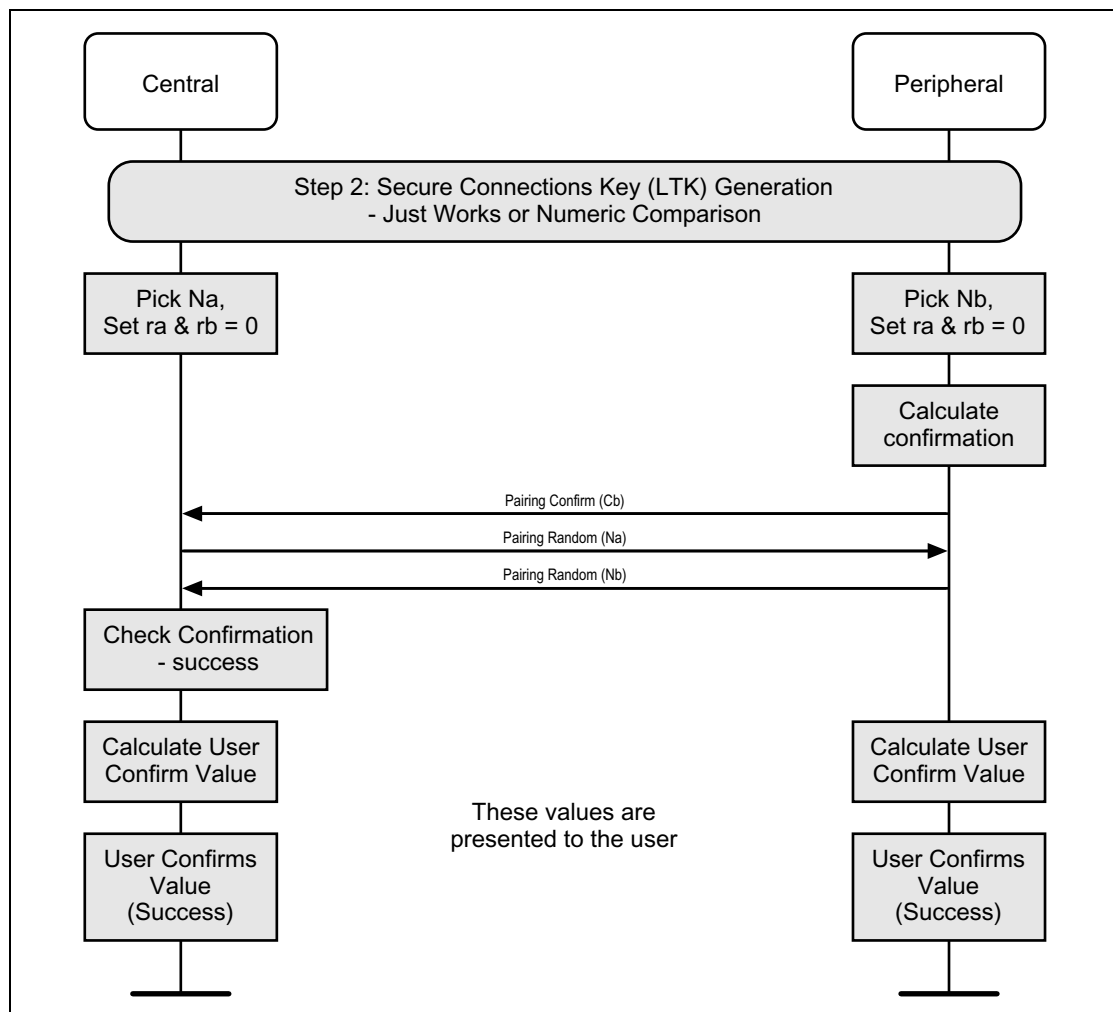 Central
Peripheral
Step 2: Secure Connections Key (LTK) Generation
- Just Works or Numeric Comparison
Pick Na,
Set ra & rb = 0
Pick Nb,
Set ra & rb = 0
Calculate
confirmation
Pairing Confirm (Cb)
Pairing Random (Na)
Pairing Random (Nb)
Check Confirmation
- success
Calculate User
Confirm Value
Calculate User
Confirm Value
These values are
presented to the user
User Confirms
Value
(Success)
User Confirms
Value
(Success)